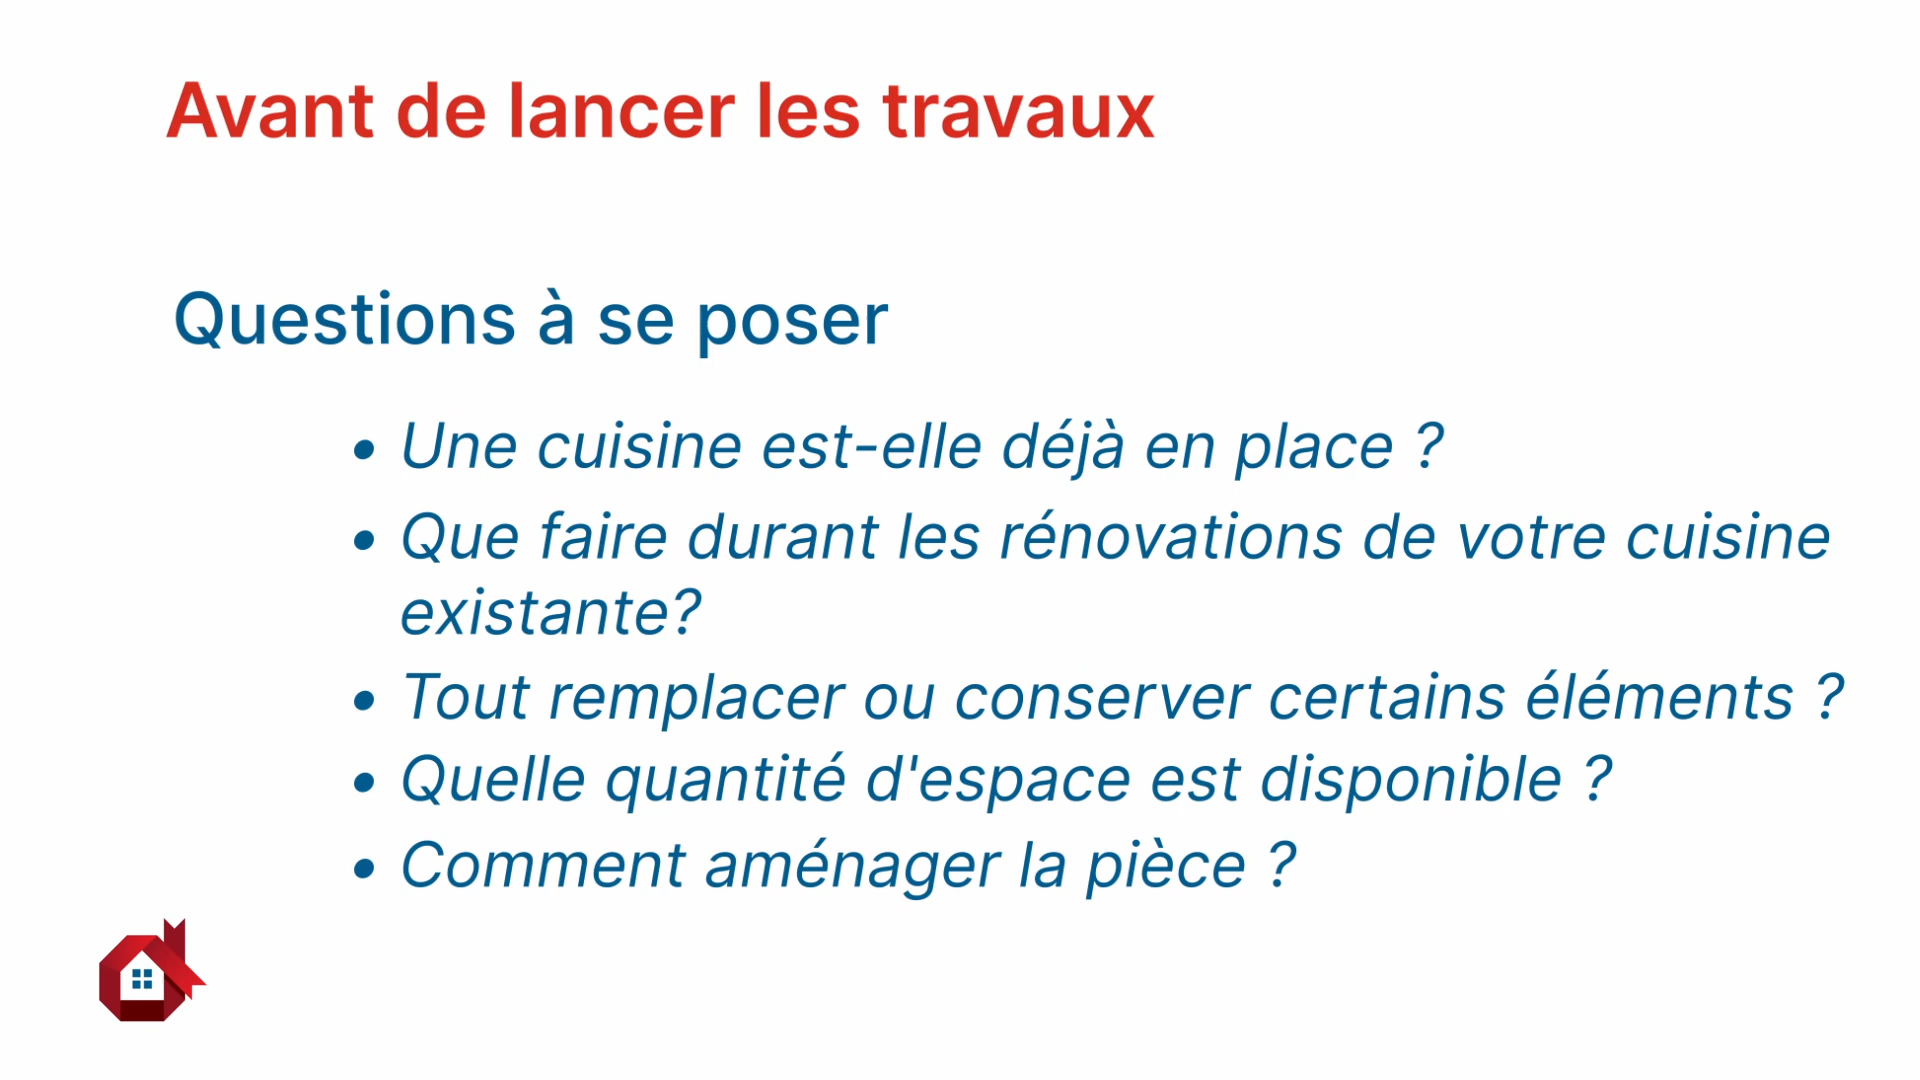 Avant de lancer les travaux
Questions à se poser
• Une cuisine est-elle déjà en place ?
• Que faire durant les rénovations de votre cuisine
existante?
• Tout remplacer ou conserver certains éléments ?
• Quelle quantité d'espace est disponible ?
• Comment aménager la pièce ?